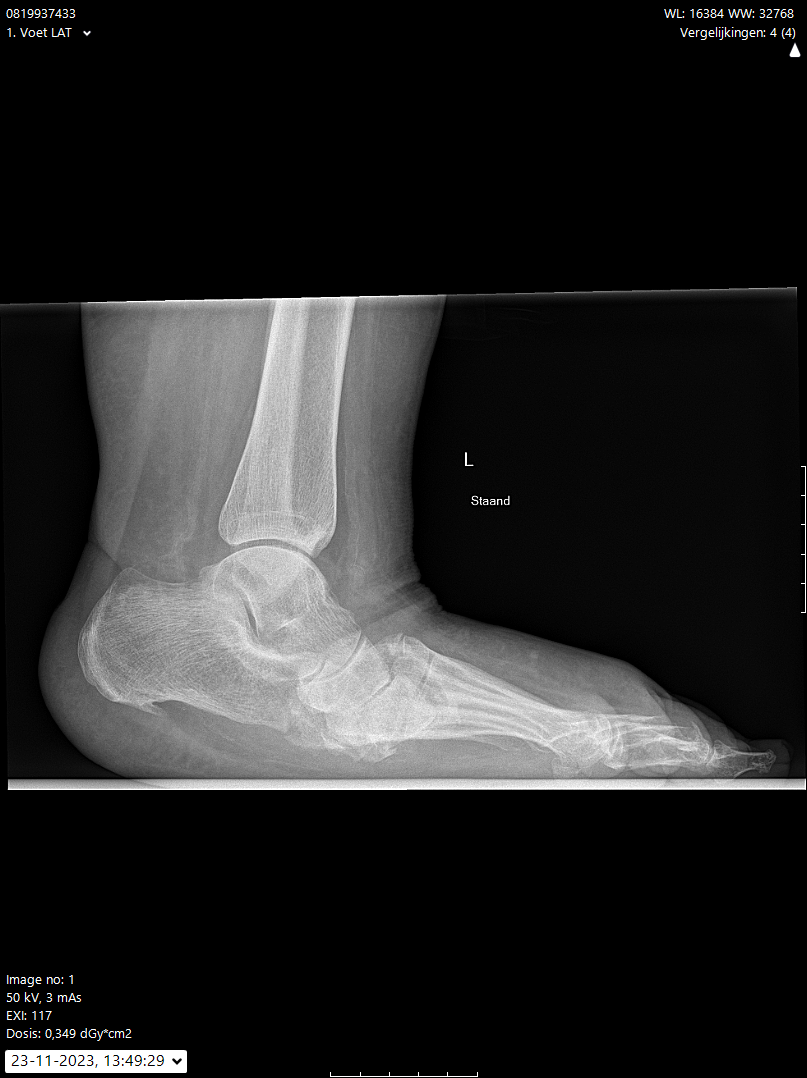 0819937433
WL: 16384 WW: 32768
1. Voet LAT
Vergelijkingen: 4 (4)
L
Staand
Image no: 1
50 kV, 3 mAs
EXI: 117
Dosis: 0,349 dGy*cm2
23-11-2023, 13:49:29